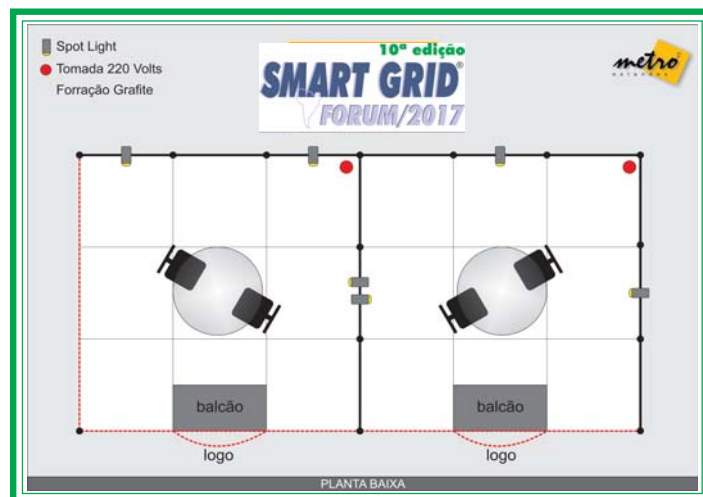 Spot Light
Tomada 220 Volts
Forração Grafite
10ª edição
SMART GRID®
FORUM/2017
metro
estandes
balcão
balcão
logo
logo
PLANTA BAIXA